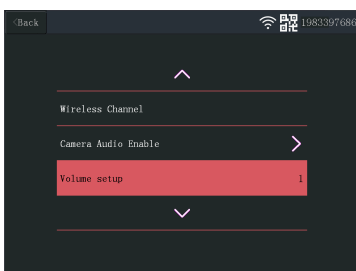 <Back
1983397686
Wireless Channel
Camera Audio Enable
Volume setup 1